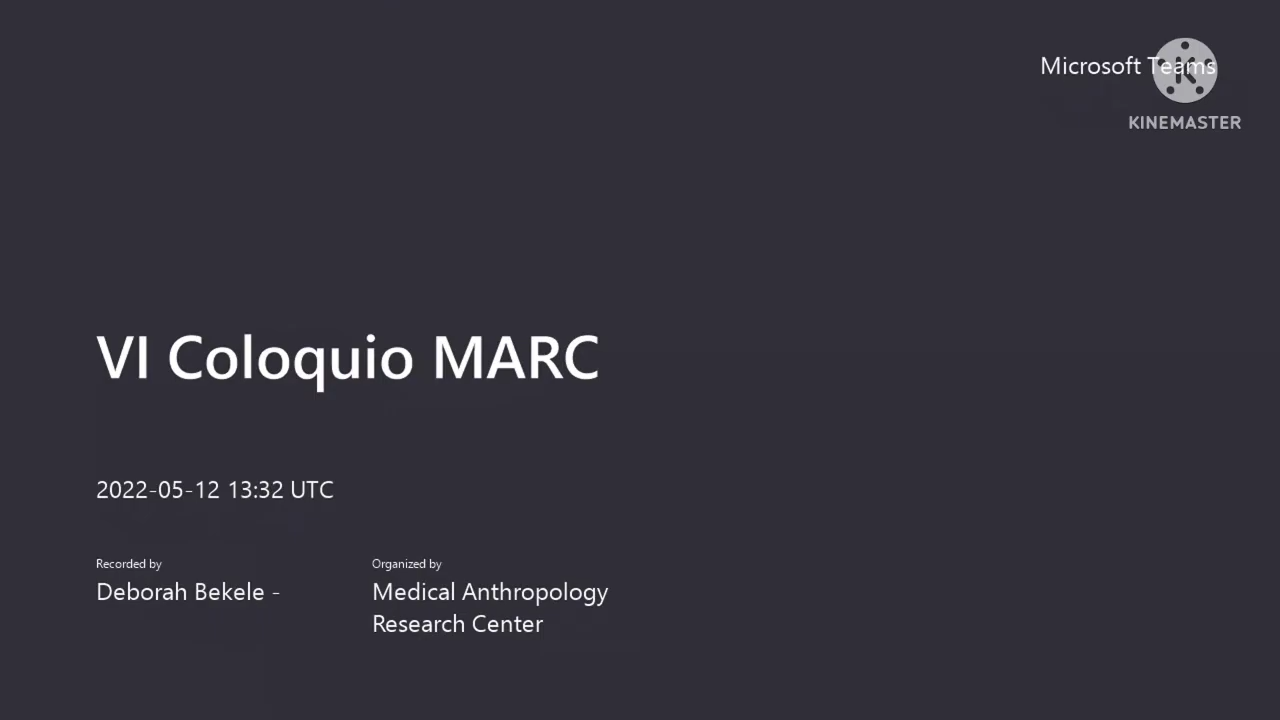 Microsoft Teams
KINEMASTER
VI Coloquio MARC
2022-05-12 13:32 UTC
Recorded by
Deborah Bekele -
Organized by
Medical Anthropology
Research Center